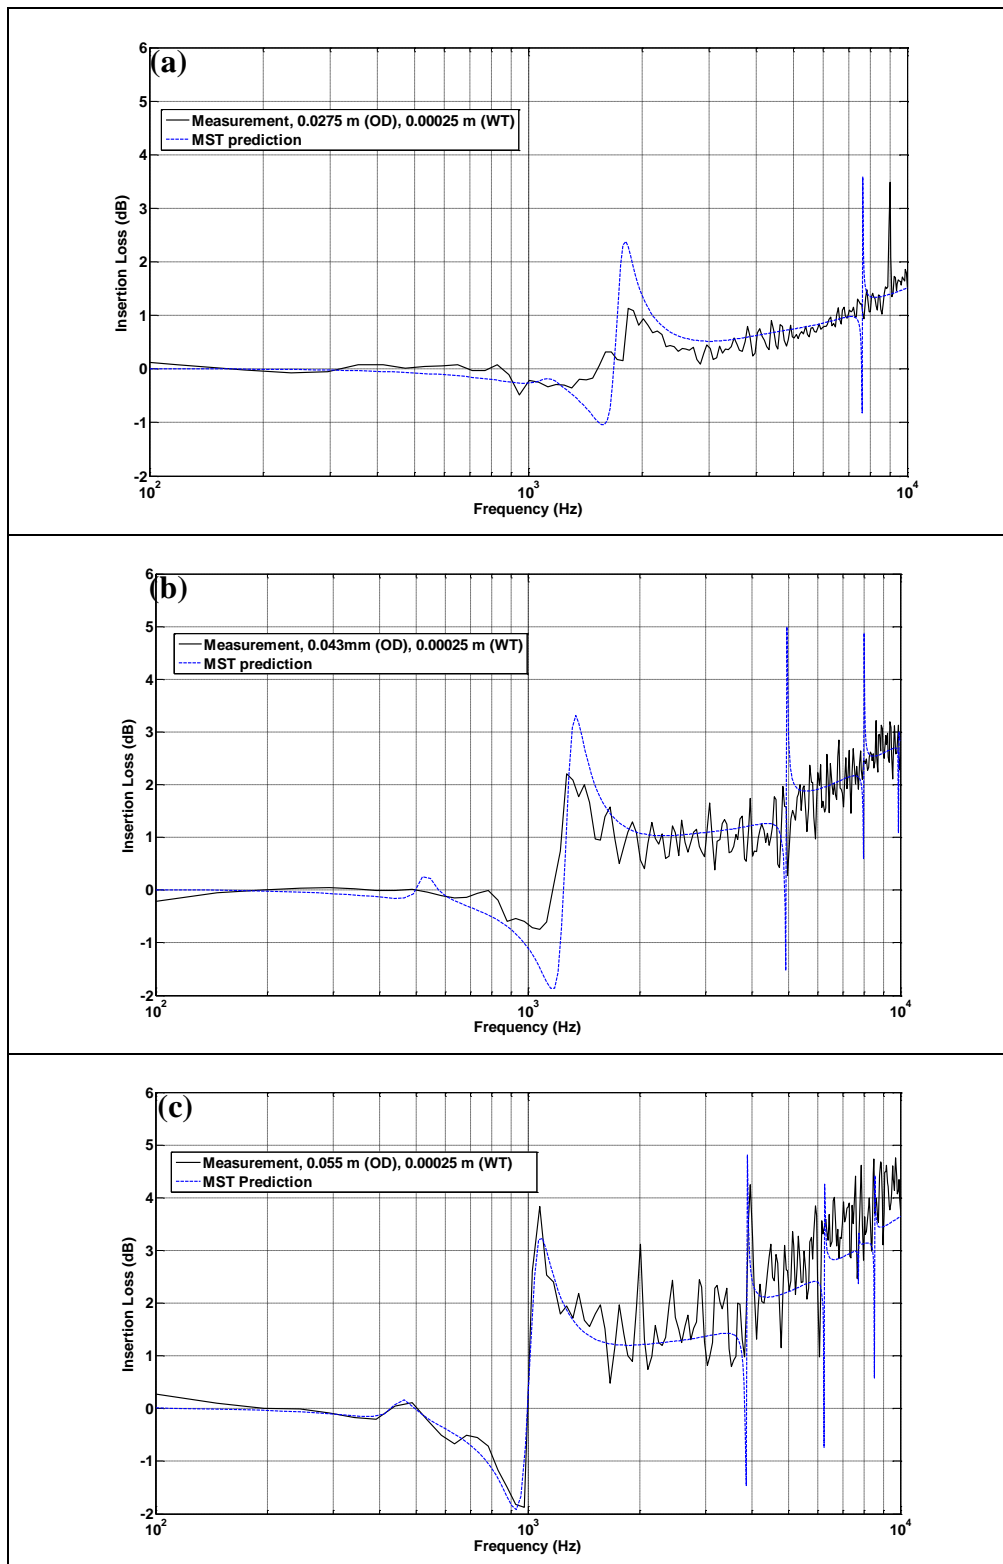 (a)
6
5
4
3
2
1
0
-1
-2
Insertion Loss (dB)
Measurement, 0.0275 m (OD), 0.00025 m (WT)
MST prediction
10²
10³
10⁴
Frequency (Hz)
(b)
6
5
4
3
2
1
0
-1
-2
Insertion Loss (dB)
Measurement, 0.043mm (OD), 0.00025 m (WT)
MST prediction
10²
10³
10⁴
Frequency (Hz)
(c)
6
5
4
3
2
1
0
-1
-2
Insertion Loss (dB)
Measurement, 0.055 m (OD), 0.00025 m (WT)
MST Prediction
10²
10³
10⁴
Frequency (Hz)